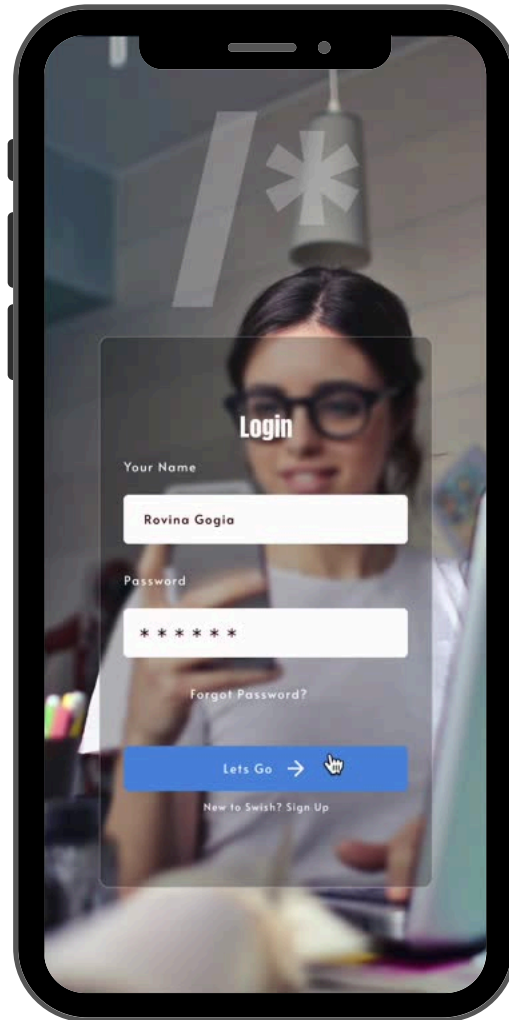 /*
Login
Your Name
Rovina Gogia
Password
******
Forgot Password?
Lets Go →
New to Swish? Sign Up